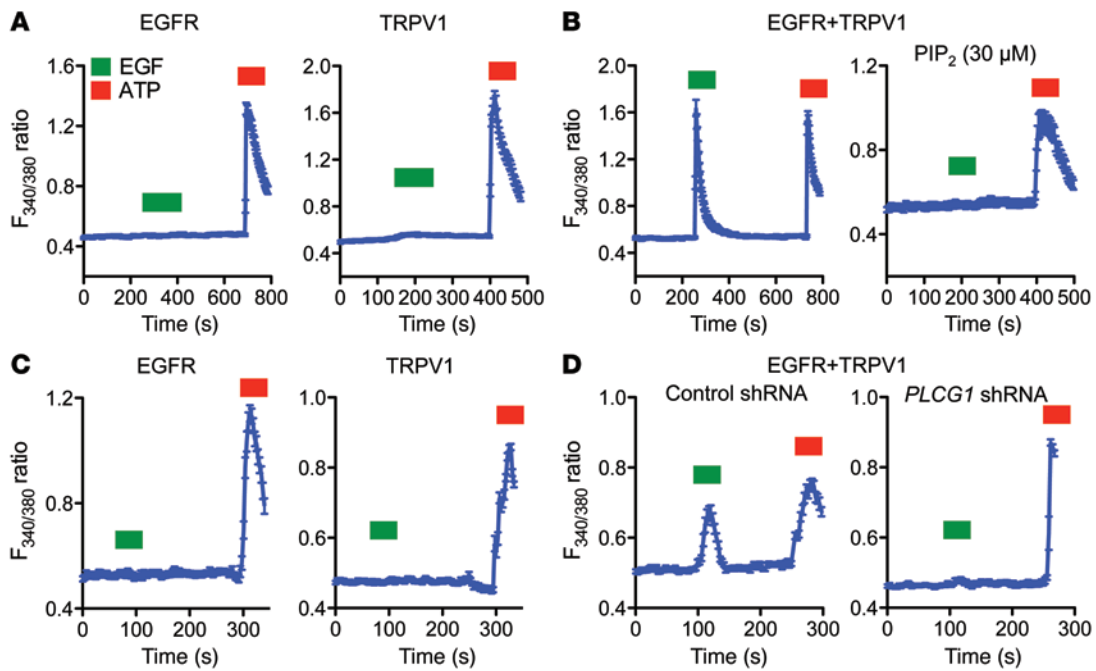 A
EGFR
TRPV1
F340/380 ratio
1.6
1.2
0.8
0.4
EGF
ATP
0 200 400 600 800
Time (s)
2.0
1.6
1.2
0.8
0.4
0 100 200 300 400 500
Time (s)
B
EGFR+TRPV1
PIP2 (30 µM)
F340/380 ratio
2.0
1.6
1.2
0.8
0.4
0 200 400 600 800
Time (s)
1.2
0.9
0.6
0 100 200 300 400 500
Time (s)
C
EGFR
TRPV1
F340/380 ratio
1.2
0.8
0.4
0 100 200 300
Time (s)
1.0
0.8
0.6
0.4
0 100 200 300
Time (s)
D
EGFR+TRPV1
Control shRNA
PLCG1 shRNA
F340/380 ratio
1.0
0.8
0.6
0.4
0 100 200 300
Time (s)
1.0
0.8
0.6
0.4
0 100 200 300
Time (s)